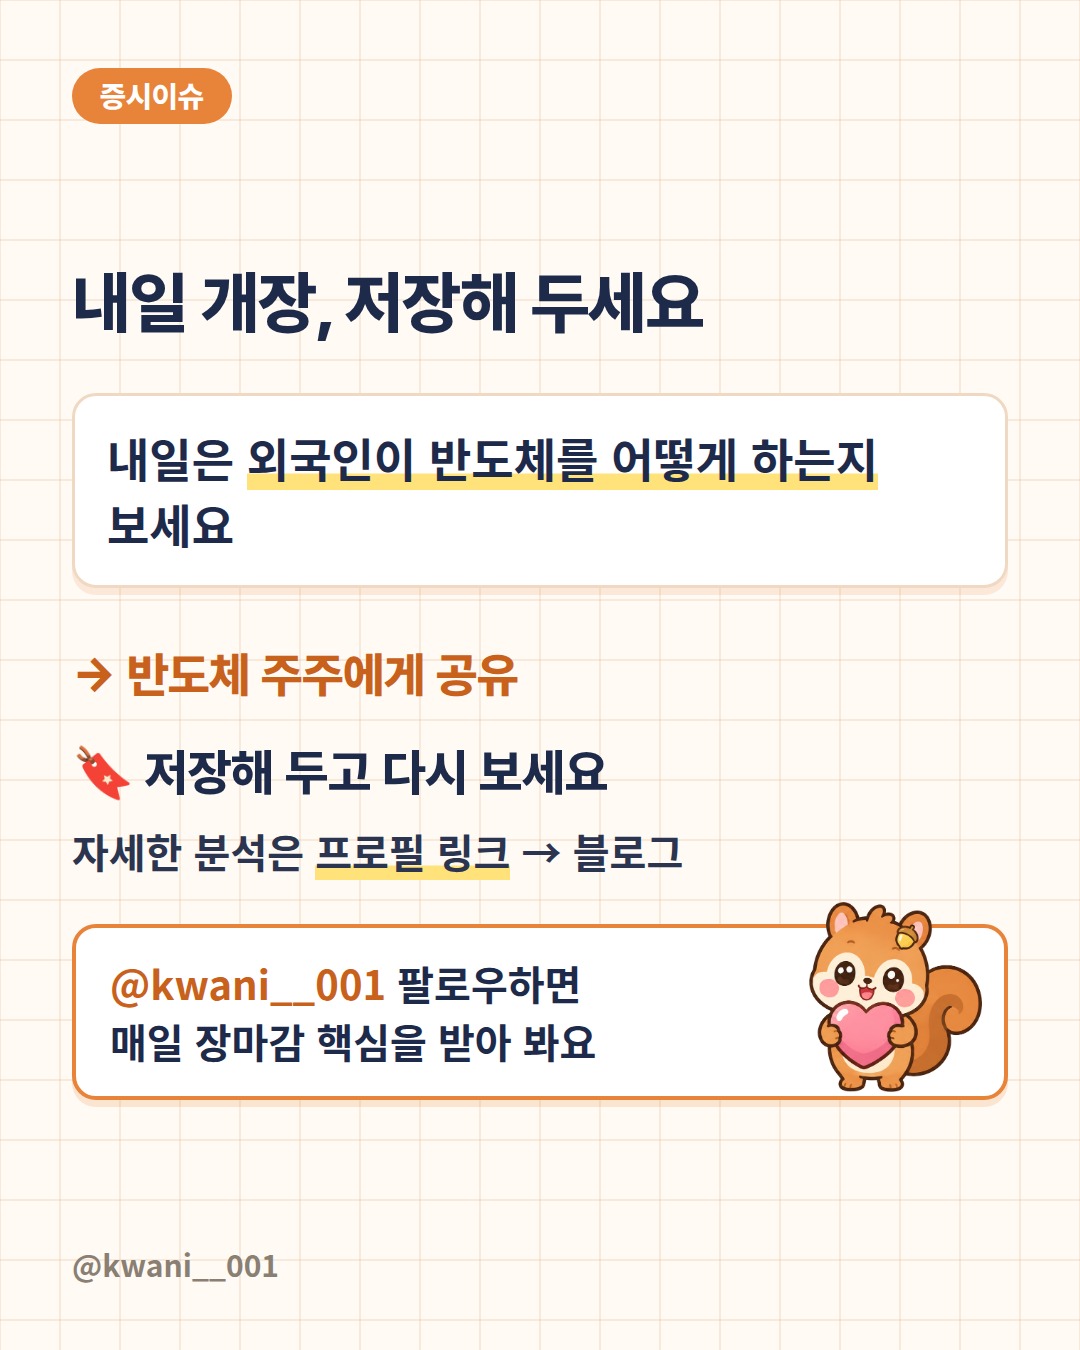 증시이슈
내일 개장, 저장해 두세요
내일은 외국인이 반도체를 어떻게 하는지
보세요
→ 반도체 주주에게 공유
저장해 두고 다시 보세요
자세한 분석은 프로필 링크 → 블로그
@kwani__001 팔로우하면
매일 장마감 핵심을 받아 봐요
@kwani__001